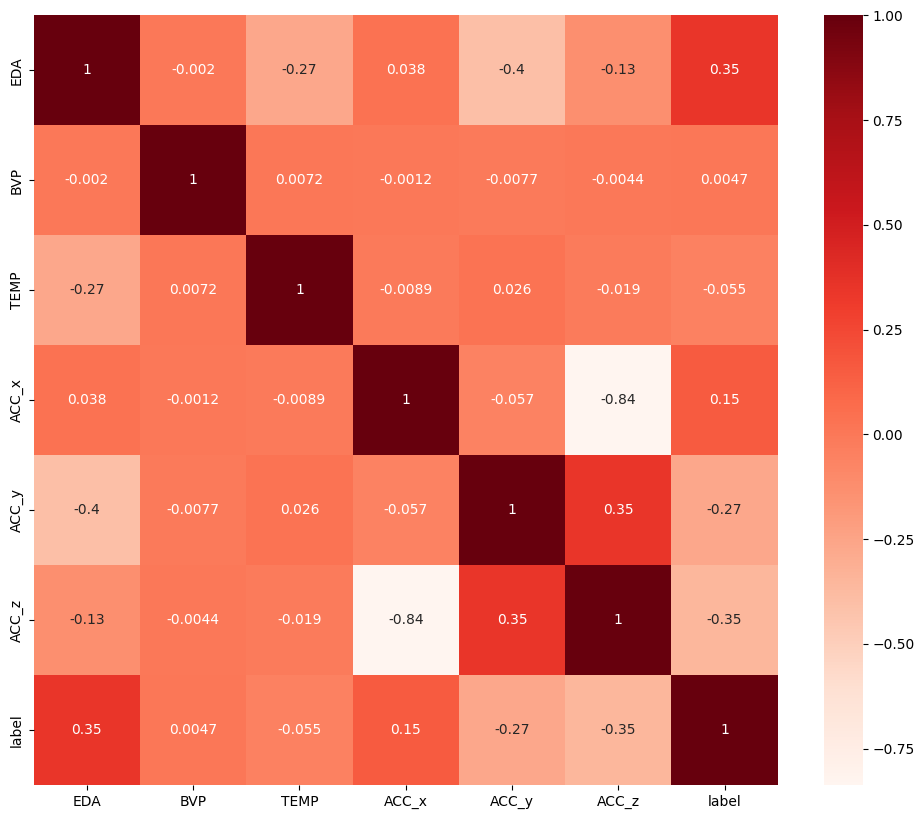 EDA 1 -0.002 -0.27 0.038 -0.4 -0.13 0.35
BVP -0.002 1 0.0072 -0.0012 -0.0077 -0.0044 0.0047
TEMP -0.27 0.0072 1 -0.0089 0.026 -0.019 -0.055
ACC_x 0.038 -0.0012 -0.0089 1 -0.057 -0.84 0.15
ACC_y -0.4 -0.0077 0.026 -0.057 1 0.35 -0.27
ACC_z -0.13 -0.0044 -0.019 -0.84 0.35 1 -0.35
label 0.35 0.0047 -0.055 0.15 -0.27 -0.35 1
EDA BVP TEMP ACC_x ACC_y ACC_z label
1.00
0.75
0.50
0.25
0.00
−0.25
−0.50
−0.75